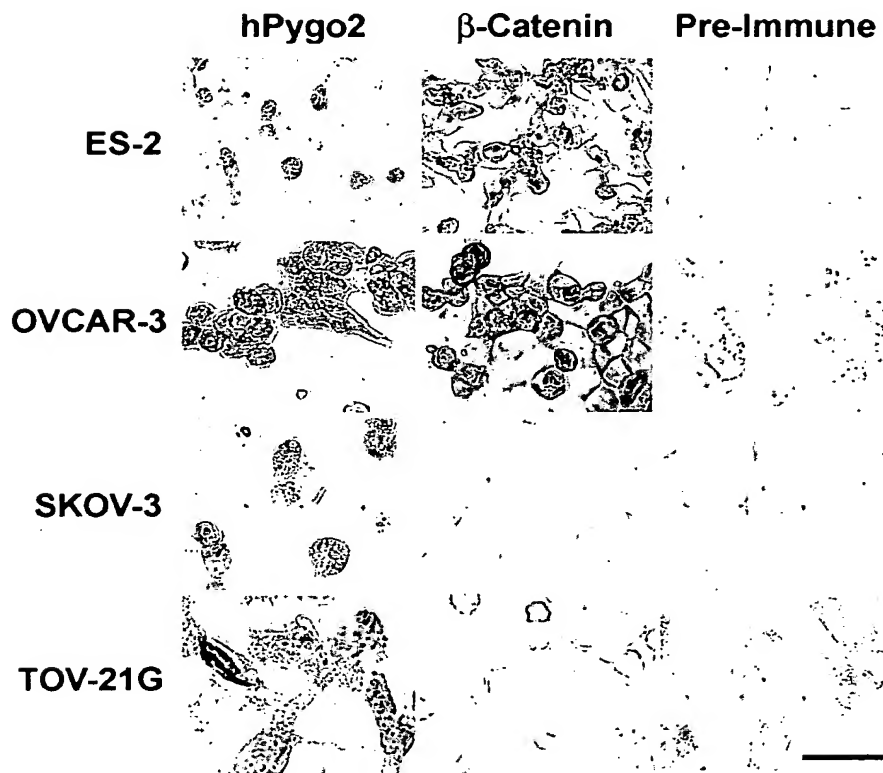 hPygo2 β-Catenin Pre-Immune
ES-2
OVCAR-3
SKOV-3
TOV-21G